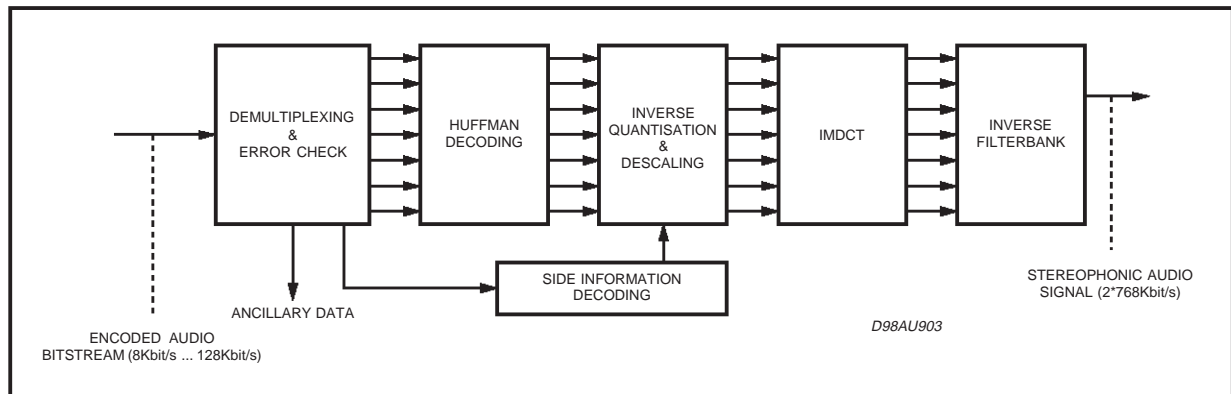 DEMULTIPLEXING
&
ERROR CHECK
HUFFMAN
DECODING
INVERSE
QUANTISATION
&
DESCALING
IMDCT
INVERSE
FILTERBANK
SIDE INFORMATION
DECODING
ANCILLARY DATA
ENCODED AUDIO
BITSTREAM (8Kbit/s ... 128Kbit/s)
STEREOPHONIC AUDIO
SIGNAL (2*768Kbit/s)
D98AU903